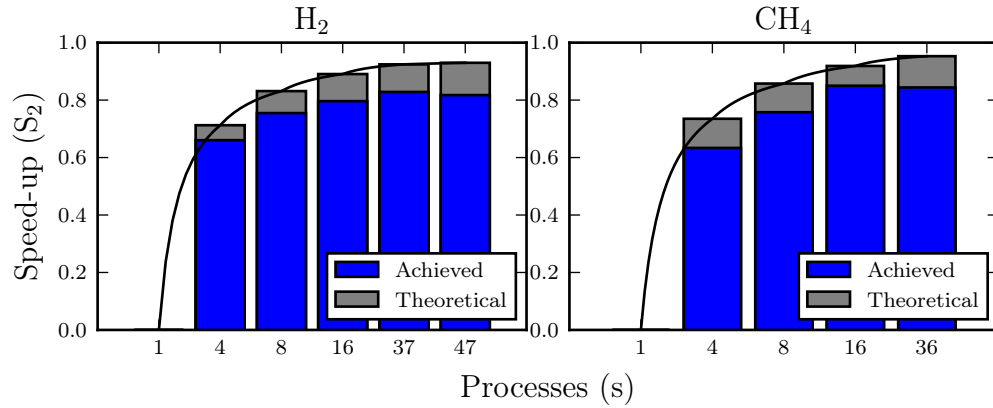 H₂
CH₄
Speed-up (S₂)
1.0
0.8
0.6
0.4
0.2
0.0
1 4 8 16 37 47
Achieved
Theoretical
1.0
0.8
0.6
0.4
0.2
0.0
1 4 8 16 36
Achieved
Theoretical
Processes (s)